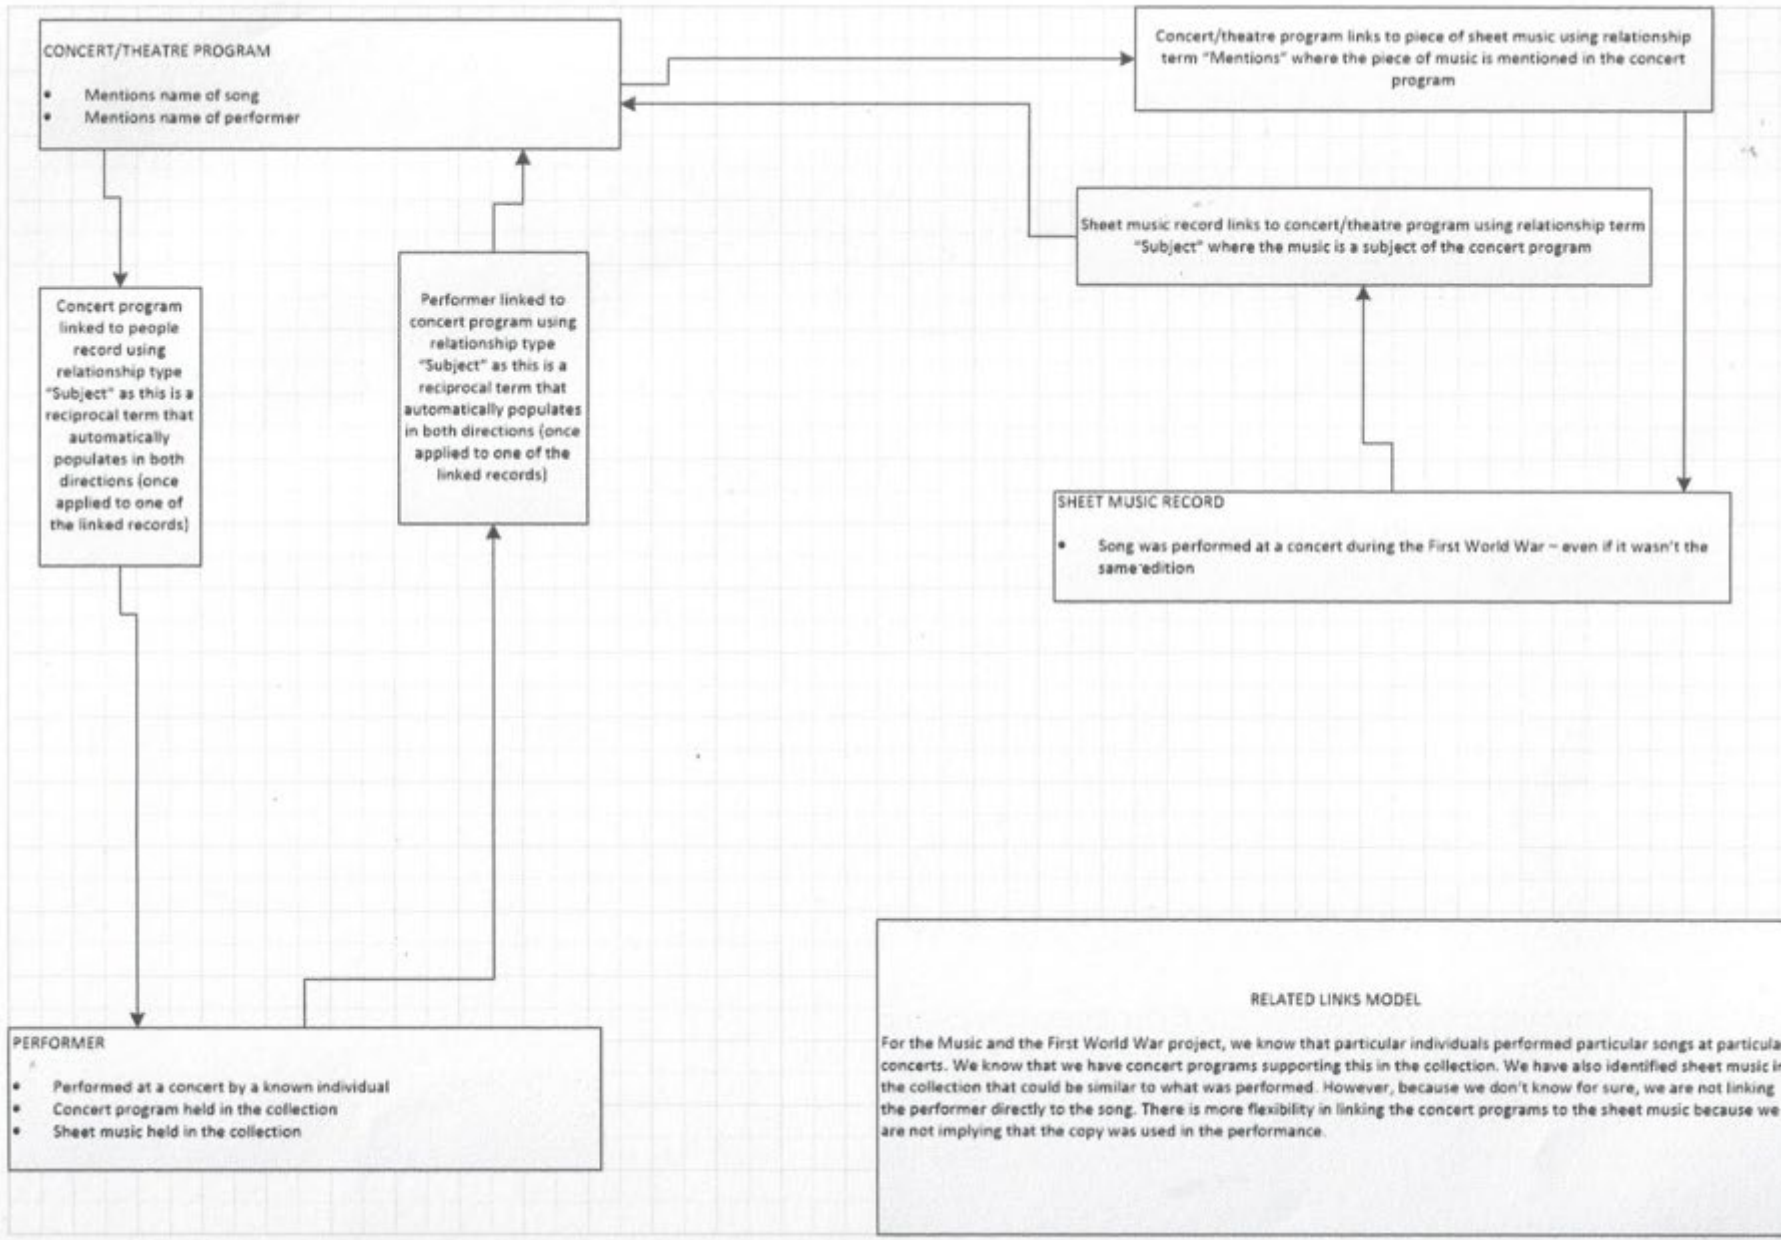 CONCERT/THEATRE PROGRAM
• Mentions name of song
• Mentions name of performer
Concert/theatre program links to piece of sheet music using relationship
term "Mentions" where the piece of music is mentioned in the concert
program
Sheet music record links to concert/theatre program using relationship term
"Subject" where the music is a subject of the concert program
Concert program
linked to people
record using
relationship type
"Subject" as this is a
reciprocal term that
automatically
populates in both
directions (once
applied to one of
the linked records)
Performer linked to
concert program using
relationship type
"Subject" as this is a
reciprocal term that
automatically populates
in both directions (once
applied to one of the
linked records)
SHEET MUSIC RECORD
• Song was performed at a concert during the First World War – even if it wasn't the
same edition
PERFORMER
• Performed at a concert by a known individual
• Concert program held in the collection
• Sheet music held in the collection
RELATED LINKS MODEL
For the Music and the First World War project, we know that particular individuals performed particular songs at particula
concerts. We know that we have concert programs supporting this in the collection. We have also identified sheet music in
the collection that could be similar to what was performed. However, because we don't know for sure, we are not linking
the performer directly to the song. There is more flexibility in linking the concert programs to the sheet music because we
are not implying that the copy was used in the performance.